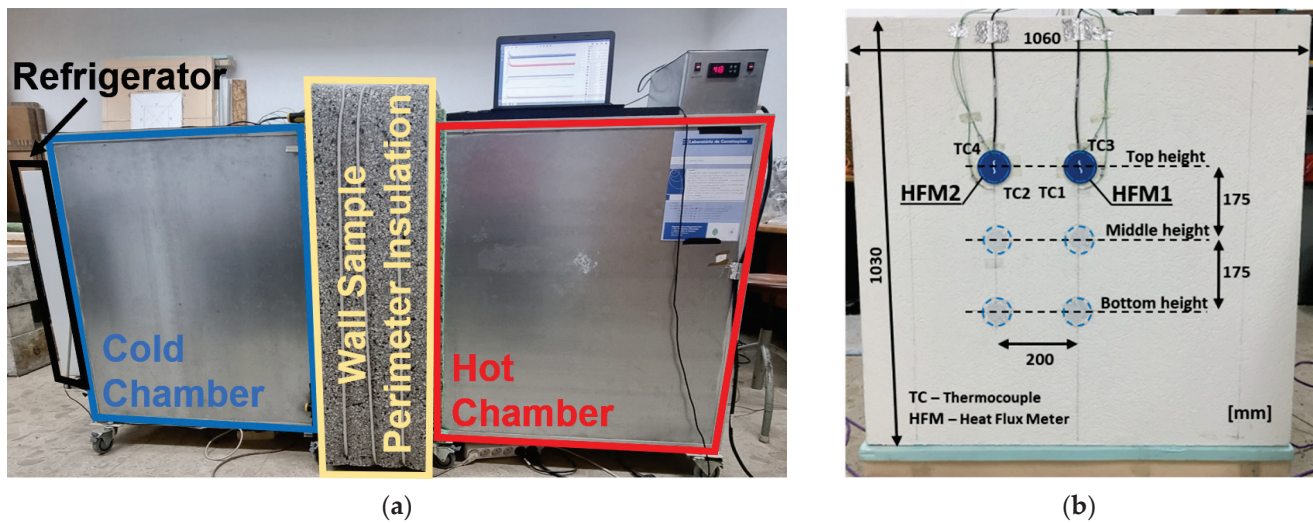 Refrigerator
Cold
Chamber
Wall Sample
Perimeter Insulation
Hot
Chamber
(a)
1060
TC4
TC3
Top height
HFM2
TC2
TC1
HFM1
175
Middle height
1030
175
Bottom height
200
TC – Thermocouple
HFM – Heat Flux Meter
[mm]
(b)